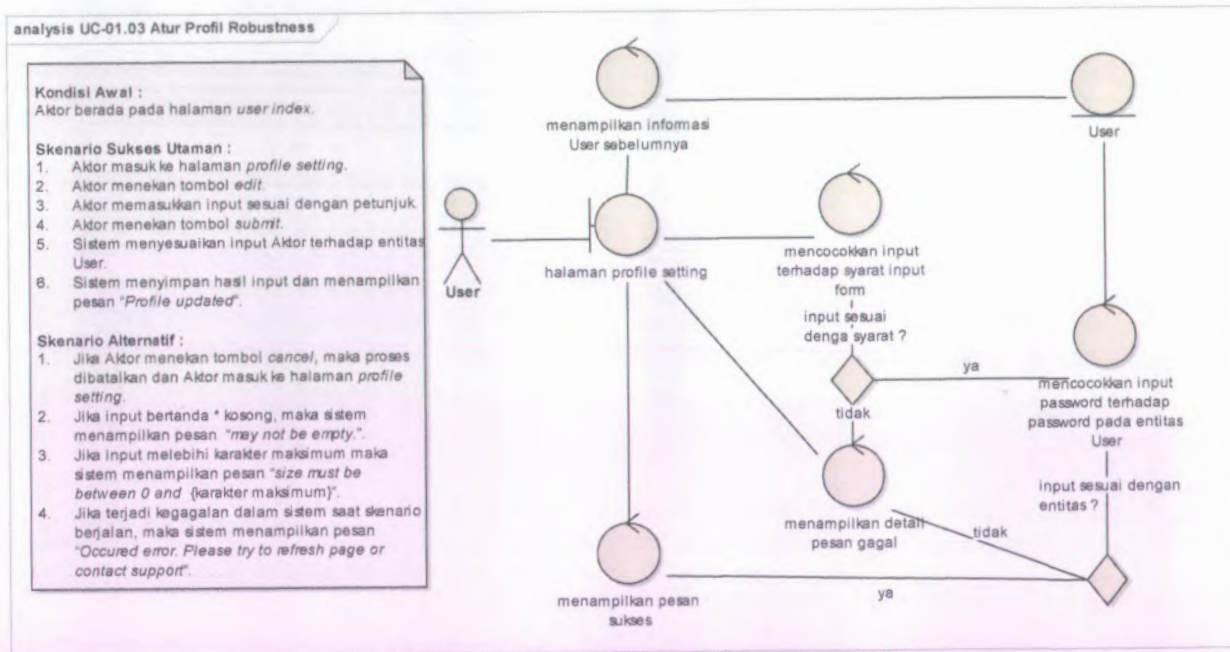 analysis UC-01.03 Atur Profil Robustness
Kondisi Awal :
Aktor berada pada halaman user index.
Skenario Sukses Utaman :
1. Aktor masuk ke halaman profile setting.
2. Aktor menekan tombol edit.
3. Aktor memasukkan input sesuai dengan petunjuk.
4. Aktor menekan tombol submit.
5. Sistem menyesuaikan input Aktor terhadap entitas
User.
6. Sistem menyimpan hasil input dan menampilkan
pesan "Profile updated".
Skenario Alternatif :
1. Jika Aktor menekan tombol cancel, maka proses
dibatalkan dan Aktor masuk ke halaman profile
setting.
2. Jika input bertanda * kosong, maka sistem
menampilkan pesan "may not be empty.".
3. Jika input melebihi karakter maksimum maka
sistem menampilkan pesan "size must be
between 0 and {karakter maksimum}".
4. Jika terjadi kegagalan dalam sistem saat skenario
berjalan, maka sistem menampilkan pesan
"Occured error. Please try to refresh page or
contact support".
User
menampilkan informasi
User sebelumnya
User
halaman profile setting
mencocokkan input
terhadap syarat input
form
input sesuai
denga syarat ?
ya
tidak
mencocokkan input
password terhadap
password pada entitas
User
input sesuai dengan
entitas ?
menampilkan detail
pesan gagal
tidak
ya
menampilkan pesan
sukses